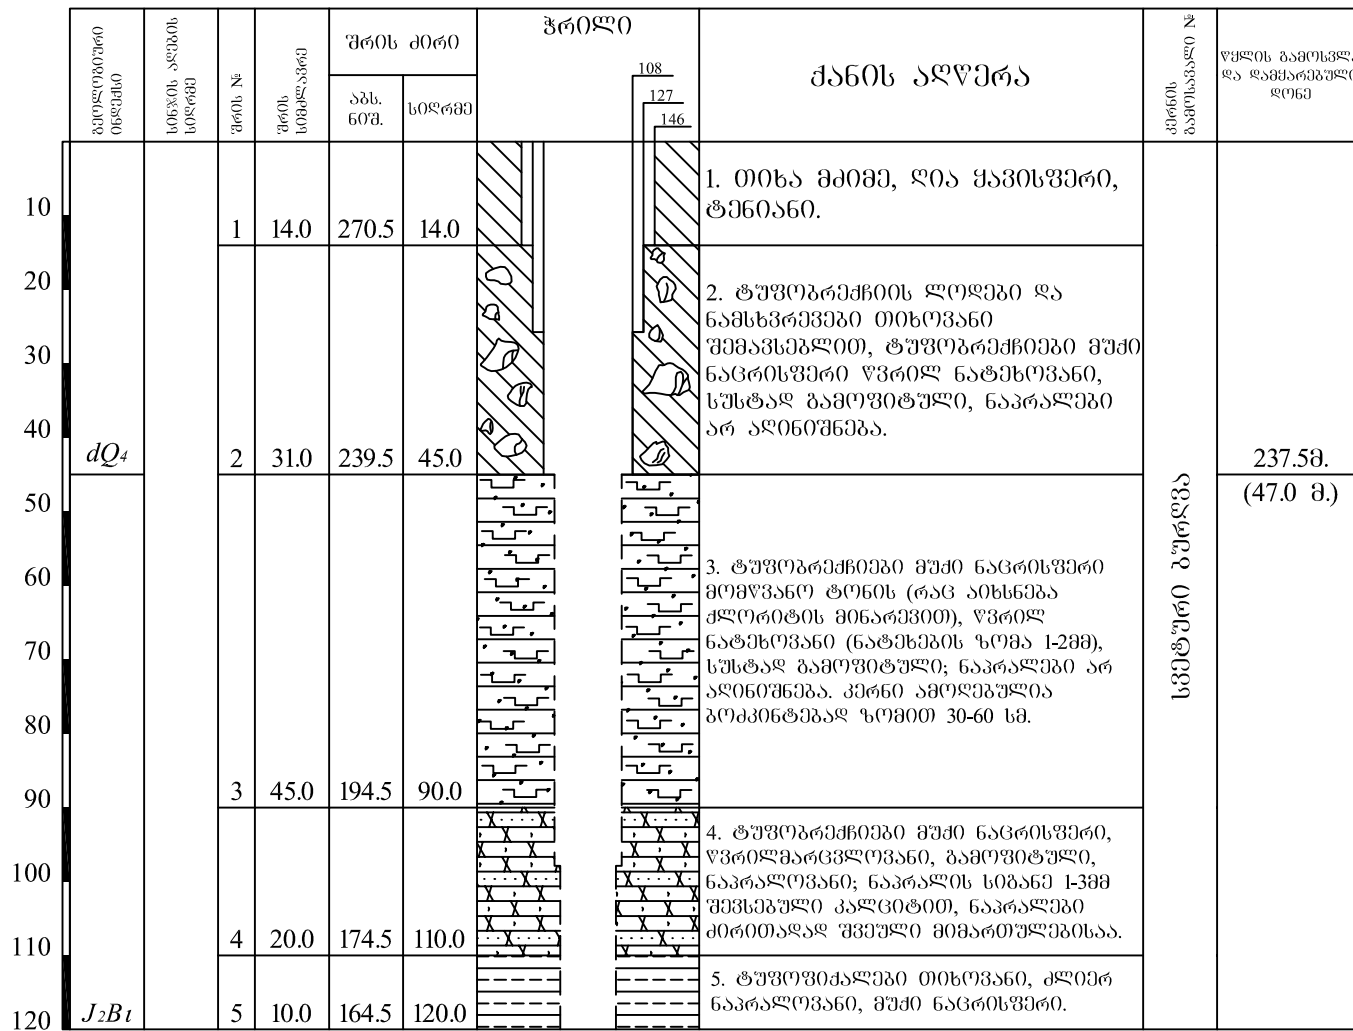 გეოლოგიური
ინდექსი
სინჯის აღების
სიღრმე
შრის №
შრის
სიმძლავრე
შრის ძირი
აბს.
ნიშ.
სიღრმე
ჭრილი
108
127
146
ქანის აღწერა
კერნის
გამოსავალი №
წყლის გამოსვლა
და დამყარებული
დონე
10
20
30
40
50
60
70
80
90
100
110
120
1 14.0 270.5 14.0
1. თიხა მძიმე, ღია ყავისფერი,
ტენიანი.
dQ4
2 31.0 239.5 45.0
2. ტუფობრექჩიის ლოდები და
ნამსხვრევები თიხოვანი
შემავსებლით, ტუფობრექჩიები მუქი
ნაცრისფერი წვრილ ნატეხოვანი,
სუსტად გამოფიტული, ნაპრალები
არ აღინიშნება.
237.5მ.
(47.0 მ.)
სვეტური ბურღვა
3 45.0 194.5 90.0
3. ტუფობრექჩიები მუქი ნაცრისფერი
მომწვანო ტონის (რაც აიხსნება
ქლორიტის მინარევით), წვრილ
ნატეხოვანი (ნატეხების ზომა 1-2მმ),
სუსტად გამოფიტული; ნაპრალები არ
აღინიშნება. კერნი ამოღებულია
ბოძკინტებად ზომით 30-60 სმ.
4 20.0 174.5 110.0
4. ტუფობრექჩიები მუქი ნაცრისფერი,
წვრილმარცვლოვანი, გამოფიტული,
ნაპრალოვანი; ნაპრალის სიგანე 1-3მმ
შევსებული კალციტით, ნაპრალები
ძირითადად შვეული მიმართულებისაა.
J2Bt
5 10.0 164.5 120.0
5. ტუფოფიქალები თიხოვანი, ძლიერ
ნაპრალოვანი, მუქი ნაცრისფერი.